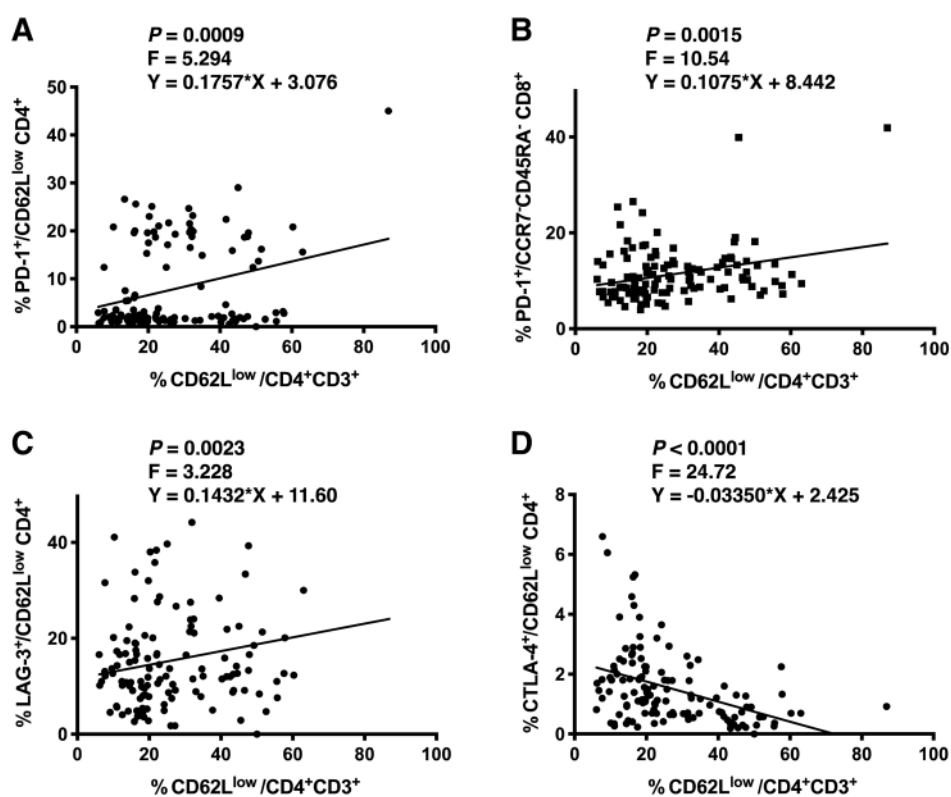 A
P = 0.0009
F = 5.294
Y = 0.1757*X + 3.076
% PD-1⁺/CD62Lˡᵒʷ CD4⁺
50
40
30
20
10
0
0 20 40 60 80 100
% CD62Lˡᵒʷ /CD4⁺CD3⁺
B
P = 0.0015
F = 10.54
Y = 0.1075*X + 8.442
% PD-1⁺/CCR7⁻CD45RA⁻ CD8⁺
40
20
0
0 20 40 60 80 100
% CD62Lˡᵒʷ /CD4⁺CD3⁺
C
P = 0.0023
F = 3.228
Y = 0.1432*X + 11.60
% LAG-3⁺/CD62Lˡᵒʷ CD4⁺
40
20
0
0 20 40 60 80 100
% CD62Lˡᵒʷ /CD4⁺CD3⁺
D
P < 0.0001
F = 24.72
Y = -0.03350*X + 2.425
% CTLA-4⁺/CD62Lˡᵒʷ CD4⁺
8
6
4
2
0
0 20 40 60 80 100
% CD62Lˡᵒʷ /CD4⁺CD3⁺